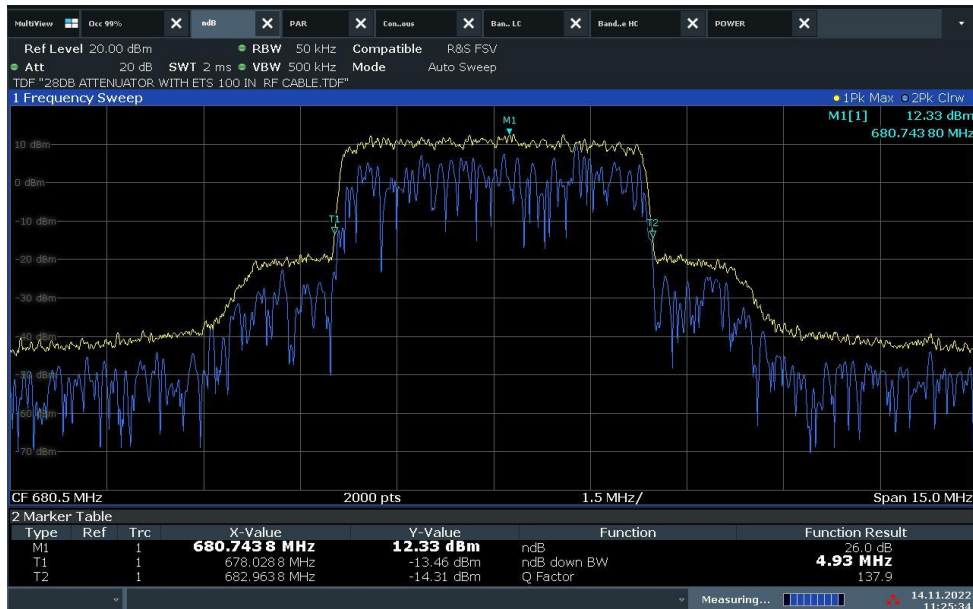 MultiView Occ 99% ndB PAR Con..ous Ban.. LC Band..e HC POWER
Ref Level 20.00 dBm RBW 50 kHz Compatible R&S FSV
Att 20 dB SWT 2 ms VBW 500 kHz Mode Auto Sweep
TDF "28DB ATTENUATOR WITH ETS 100 IN RF CABLE.TDF"
1 Frequency Sweep 1Pk Max 2Pk Clrw
M1[1] 12.33 dBm
680.743 80 MHz
M1
10 dBm
0 dBm
-10 dBm
T1
T2
-20 dBm
-30 dBm
-40 dBm
-50 dBm
-60 dBm
-70 dBm
CF 680.5 MHz 2000 pts 1.5 MHz/ Span 15.0 MHz
2 Marker Table
Type Ref Trc X-Value Y-Value Function Function Result
M1 1 680.743 8 MHz 12.33 dBm ndB 26.0 dB
T1 1 678.028 8 MHz -13.46 dBm ndB down BW 4.93 MHz
T2 1 682.963 8 MHz -14.31 dBm Q Factor 137.9
Measuring... 14.11.2022
11:25:34